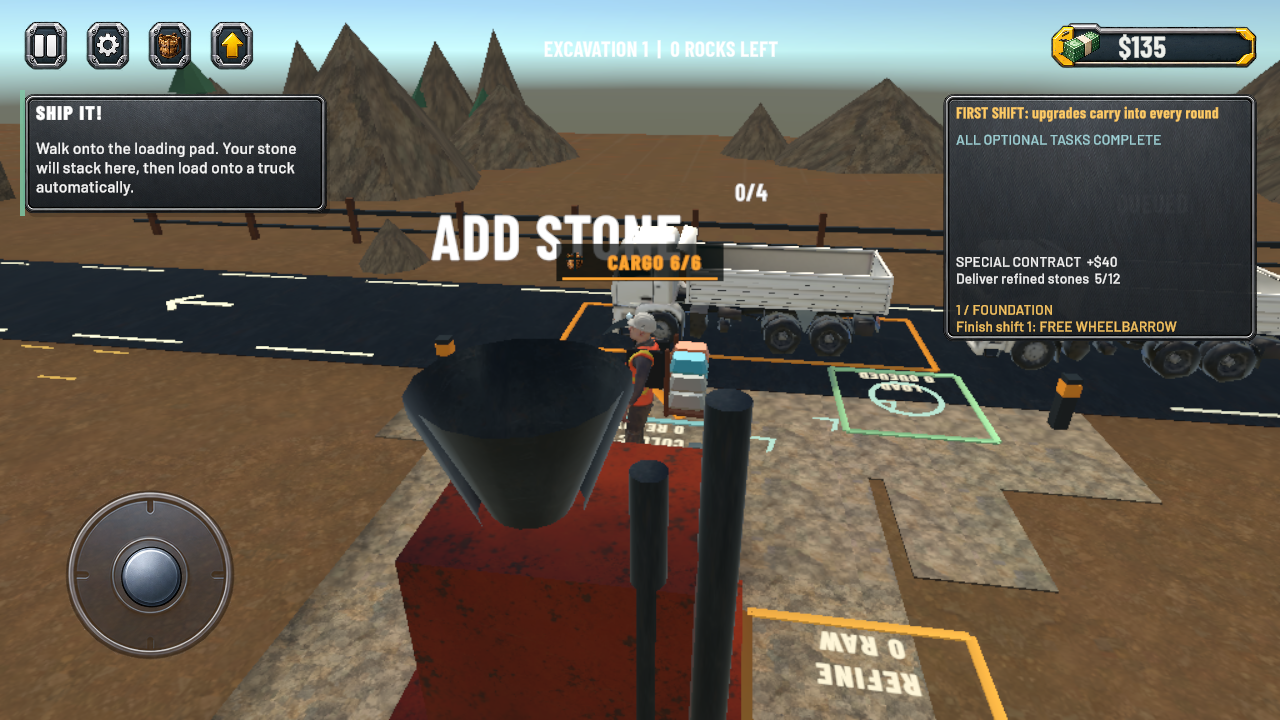 EXCAVATION 1 | 0 ROCKS LEFT
$135
SHIP IT!
Walk onto the loading pad. Your stone
will stack here, then load onto a truck
automatically.
FIRST SHIFT: upgrades carry into every round
ALL OPTIONAL TASKS COMPLETE
SPECIAL CONTRACT +$40
Deliver refined stones 5/12
1 / FOUNDATION
Finish shift 1: FREE WHEELBARROW
0/4
ADD STONE
CARGO 6/6
LOAD
0 QUEUED
REFINE
0 RAW